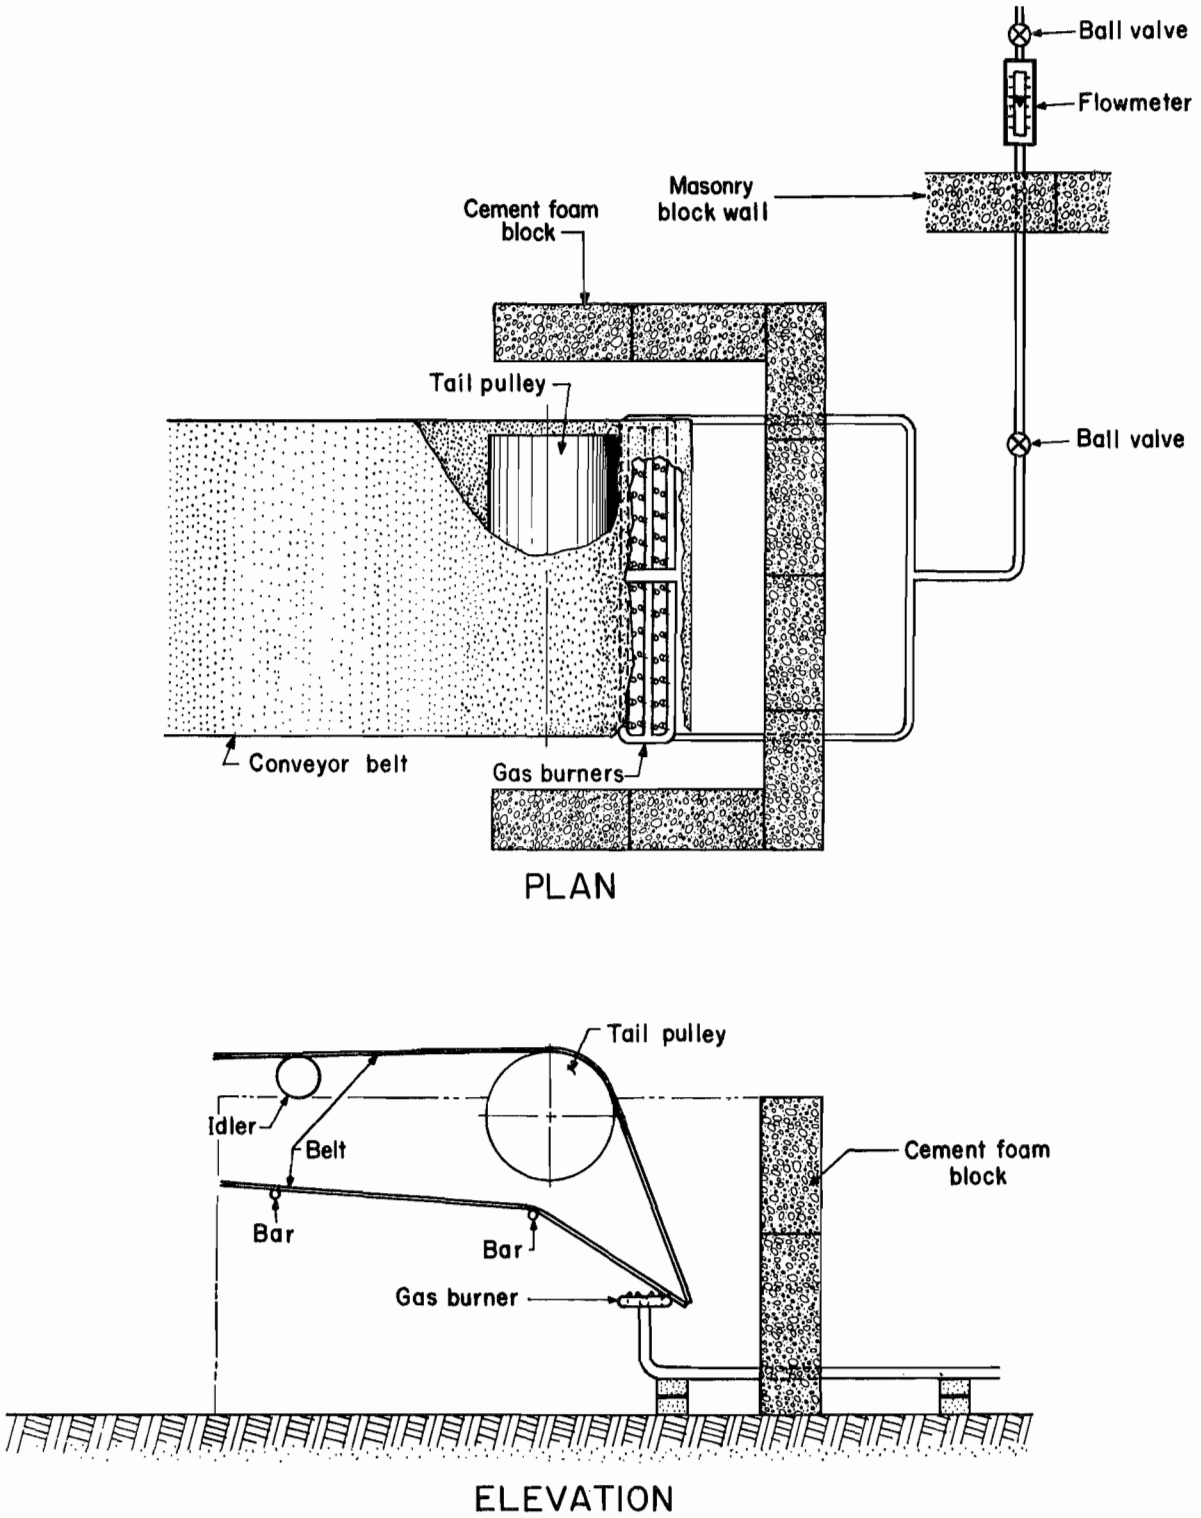 Ball valve
Flowmeter
Masonry
block wall
Cement foam
block
Tail pulley
Ball valve
Conveyor belt
Gas burners
PLAN
Tail pulley
Idler
Belt
Cement foam
block
Bar
Bar
Gas burner
ELEVATION